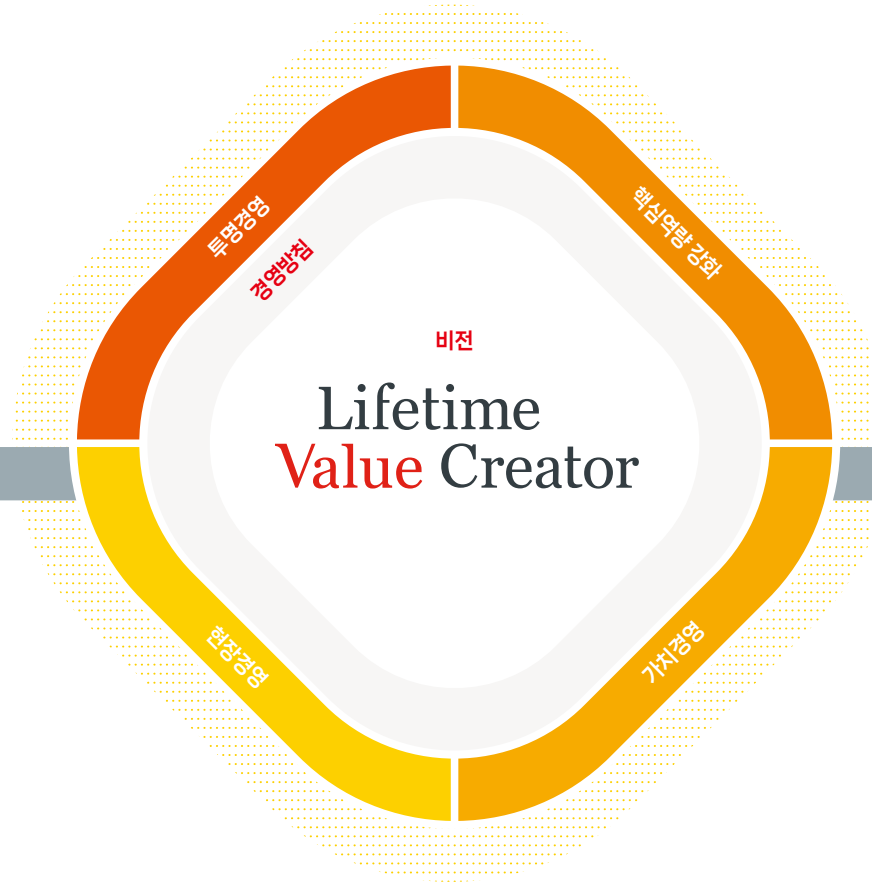 투명경영
핵심역량 강화
경영방침
비전
Lifetime
Value Creator
현장경영
가치경영